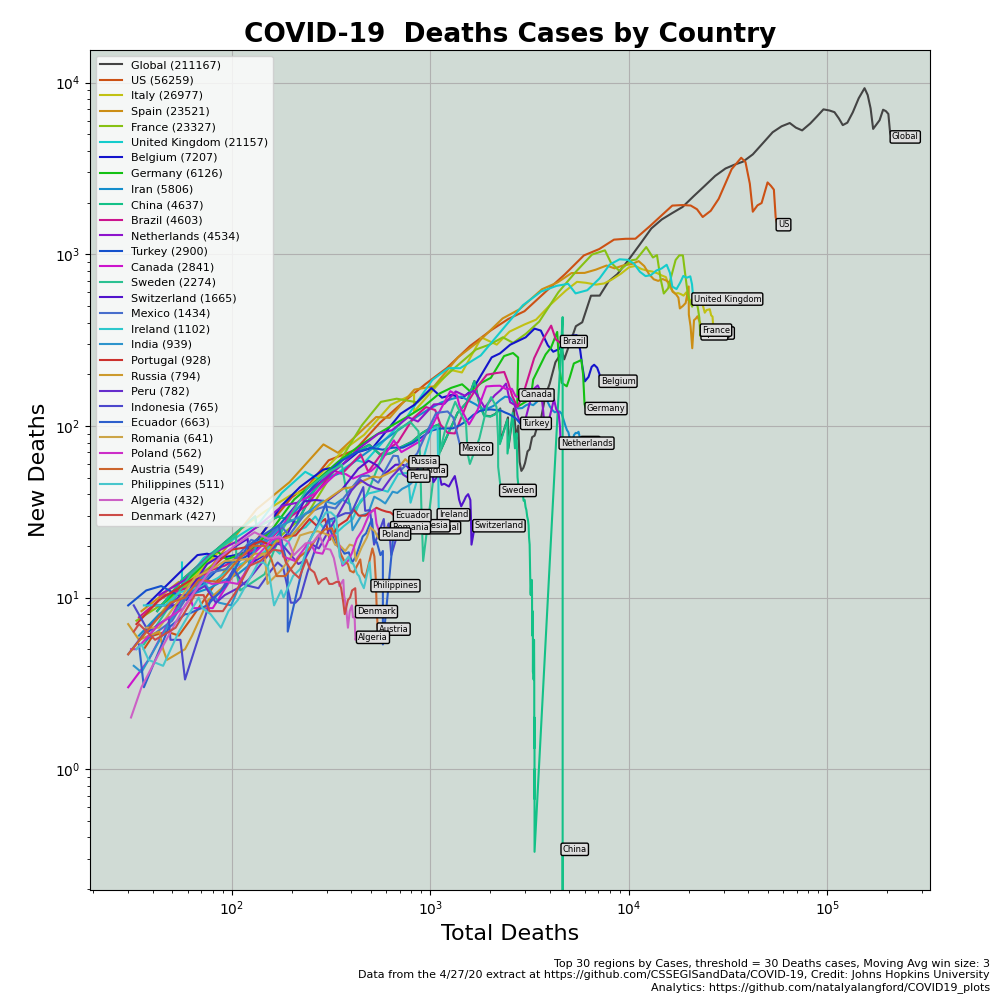 COVID-19  Deaths Cases by Country
Global (211167)
US (56259)
Italy (26977)
Spain (23521)
France (23327)
United Kingdom (21157)
Belgium (7207)
Germany (6126)
Iran (5806)
China (4637)
Brazil (4603)
Netherlands (4534)
Turkey (2900)
Canada (2841)
Sweden (2274)
Switzerland (1665)
Mexico (1434)
Ireland (1102)
India (939)
Portugal (928)
Russia (794)
Peru (782)
Indonesia (765)
Ecuador (663)
Romania (641)
Poland (562)
Austria (549)
Philippines (511)
Algeria (432)
Denmark (427)
New Deaths
10⁴
10³
10²
10¹
10⁰
Global
US
United Kingdom
France
Brazil
Belgium
Canada
Germany
Turkey
Netherlands
Mexico
Russia
Peru
Sweden
Ecuador
Ireland
Switzerland
Poland
Philippines
Denmark
Austria
Algeria
China
10²
10³
10⁴
10⁵
Total Deaths
Top 30 regions by Cases, threshold = 30 Deaths cases, Moving Avg win size: 3
Data from the 4/27/20 extract at https://github.com/CSSEGISandData/COVID-19, Credit: Johns Hopkins University
Analytics: https://github.com/natalyalangford/COVID19_plots